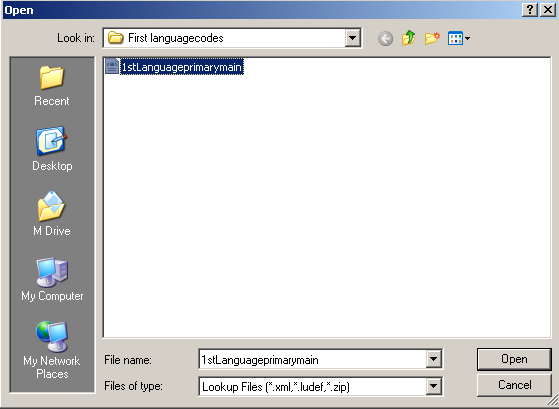 Open
Look in:
First languagecodes
1stLanguageprimarymain
Recent
Desktop
M Drive
My Computer
My Network
Places
File name:
1stLanguageprimarymain
Open
Files of type:
Lookup Files (*.xml,*.ludef,*.zip)
Cancel